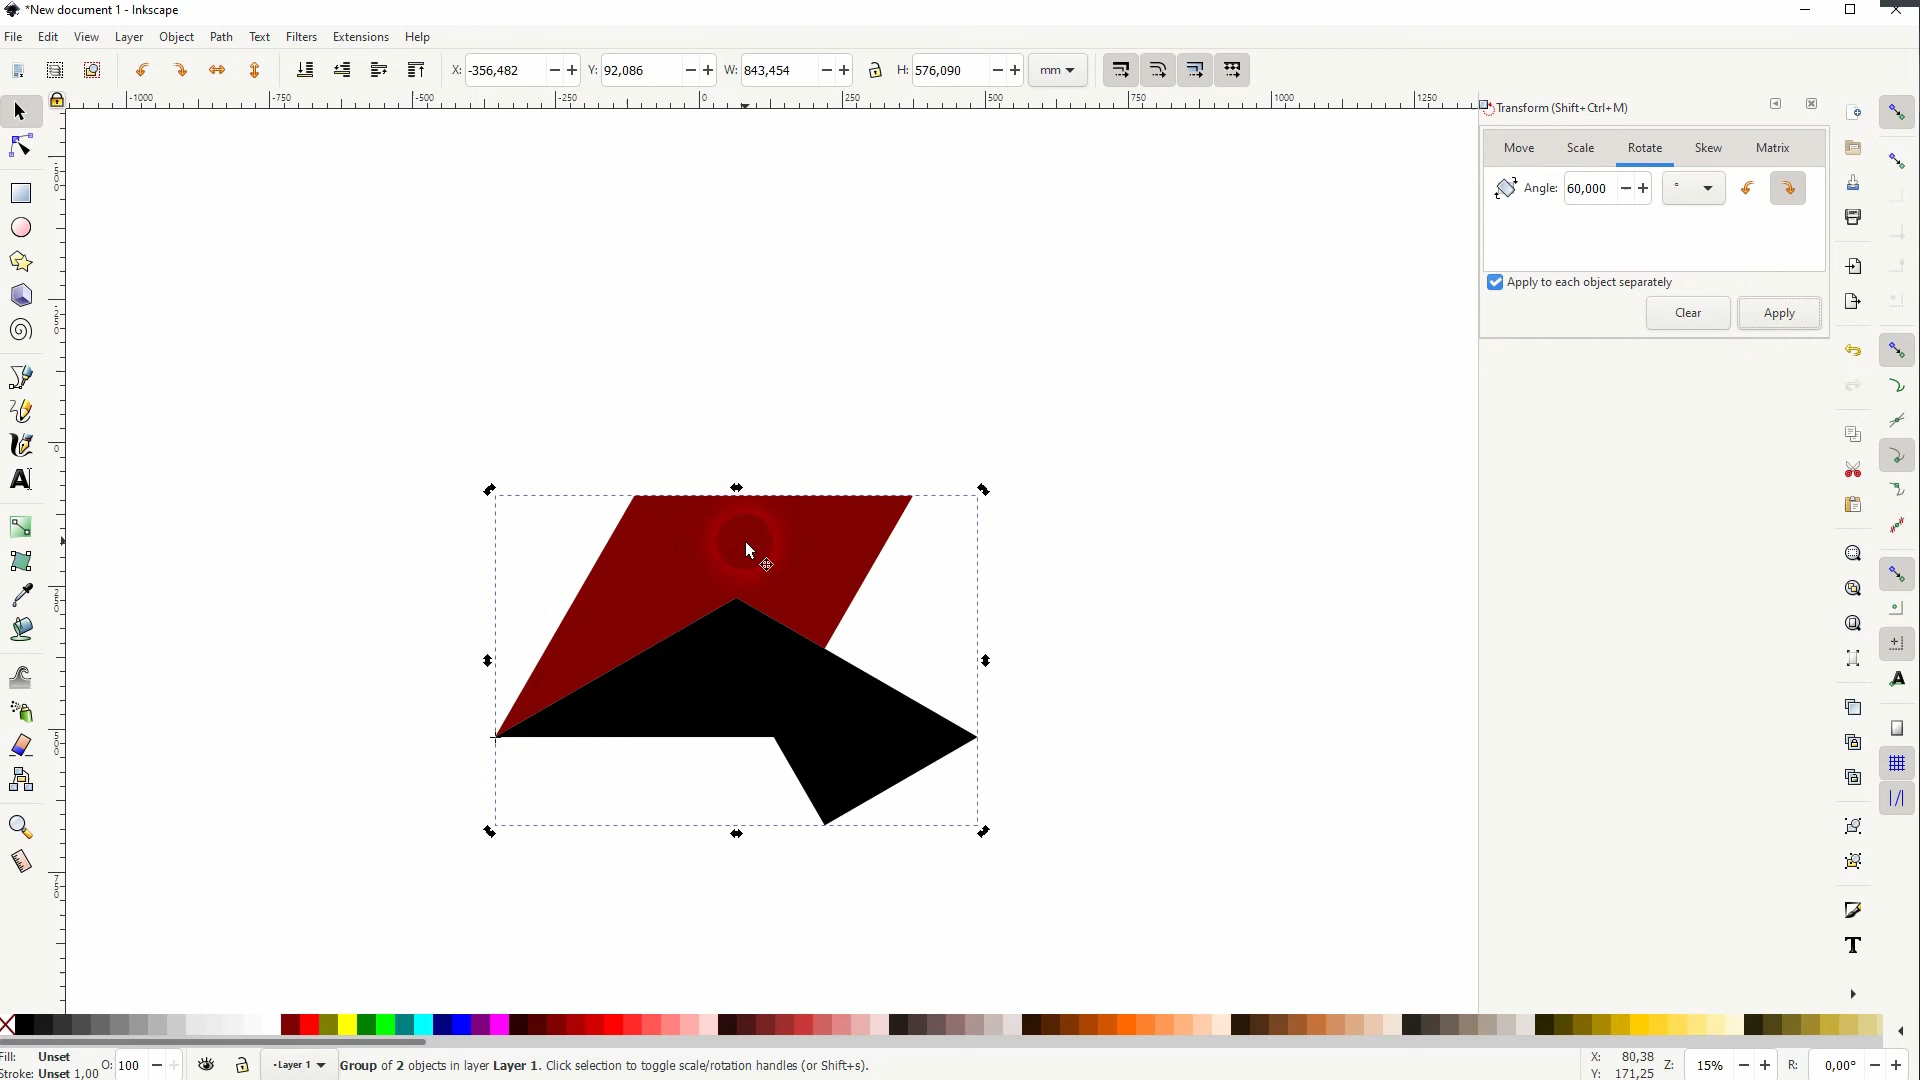 *New document 1 - Inkscape
File Edit View Layer Object Path Text Filters Extensions Help
X: -356,482 Y: 92,086 W: 843,454 H: 576,090 mm
-1000 -750 -500 -250 0 250 500 750 1000 1250
Transform (Shift+Ctrl+M)
Move Scale Rotate Skew Matrix
Angle: 60,000 °
Apply to each object separately
Clear Apply
Fill: Unset
Stroke: Unset 1,00
O: 100
Layer 1
Group of 2 objects in layer Layer 1. Click selection to toggle scale/rotation handles (or Shift+s).
X: 80,38
Y: 171,25
Z: 15%
R: 0,00°